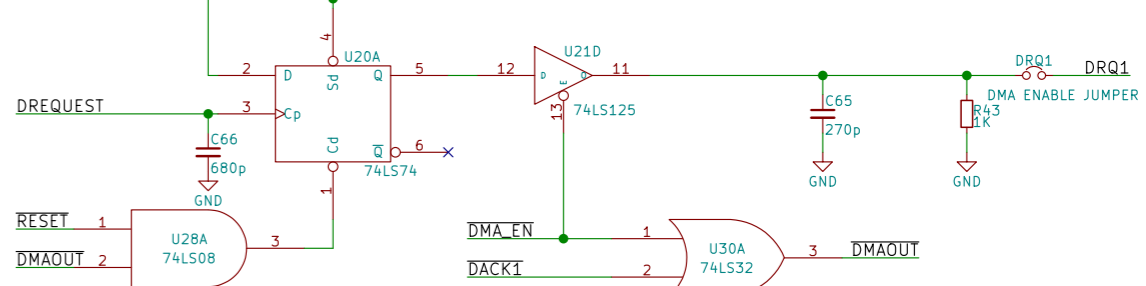 4
U20A
2 D Sd Q 5
DREQUEST
3 Cp
C66
680p
GND
Cd Q 6
74LS74
1
U21D
12 D E O 11
13
74LS125
C65
270p
GND
R43
1K
GND
DRQ1
DRQ1
DMA ENABLE JUMPER
RESET 1
DMAOUT 2
U28A
74LS08
3
DMA_EN 1
DACK1 2
U30A
74LS32
3 DMAOUT